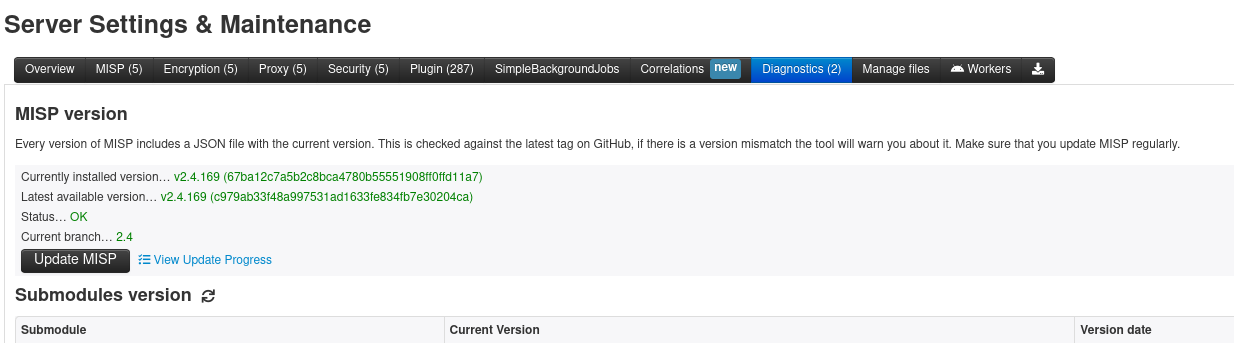 Server Settings & Maintenance
Overview MISP (5) Encryption (5) Proxy (5) Security (5) Plugin (287) SimpleBackgroundJobs Correlations new Diagnostics (2) Manage files Workers
MISP version
Every version of MISP includes a JSON file with the current version. This is checked against the latest tag on GitHub, if there is a version mismatch the tool will warn you about it. Make sure that you update MISP regularly.
Currently installed version… v2.4.169 (67ba12c7a5b2c8bca4780b55551908ff0ffd11a7)
Latest available version… v2.4.169 (c979ab33f48a997531ad1633fe834fb7e30204ca)
Status… OK
Current branch… 2.4
Update MISP View Update Progress
Submodules version
Submodule Current Version Version date